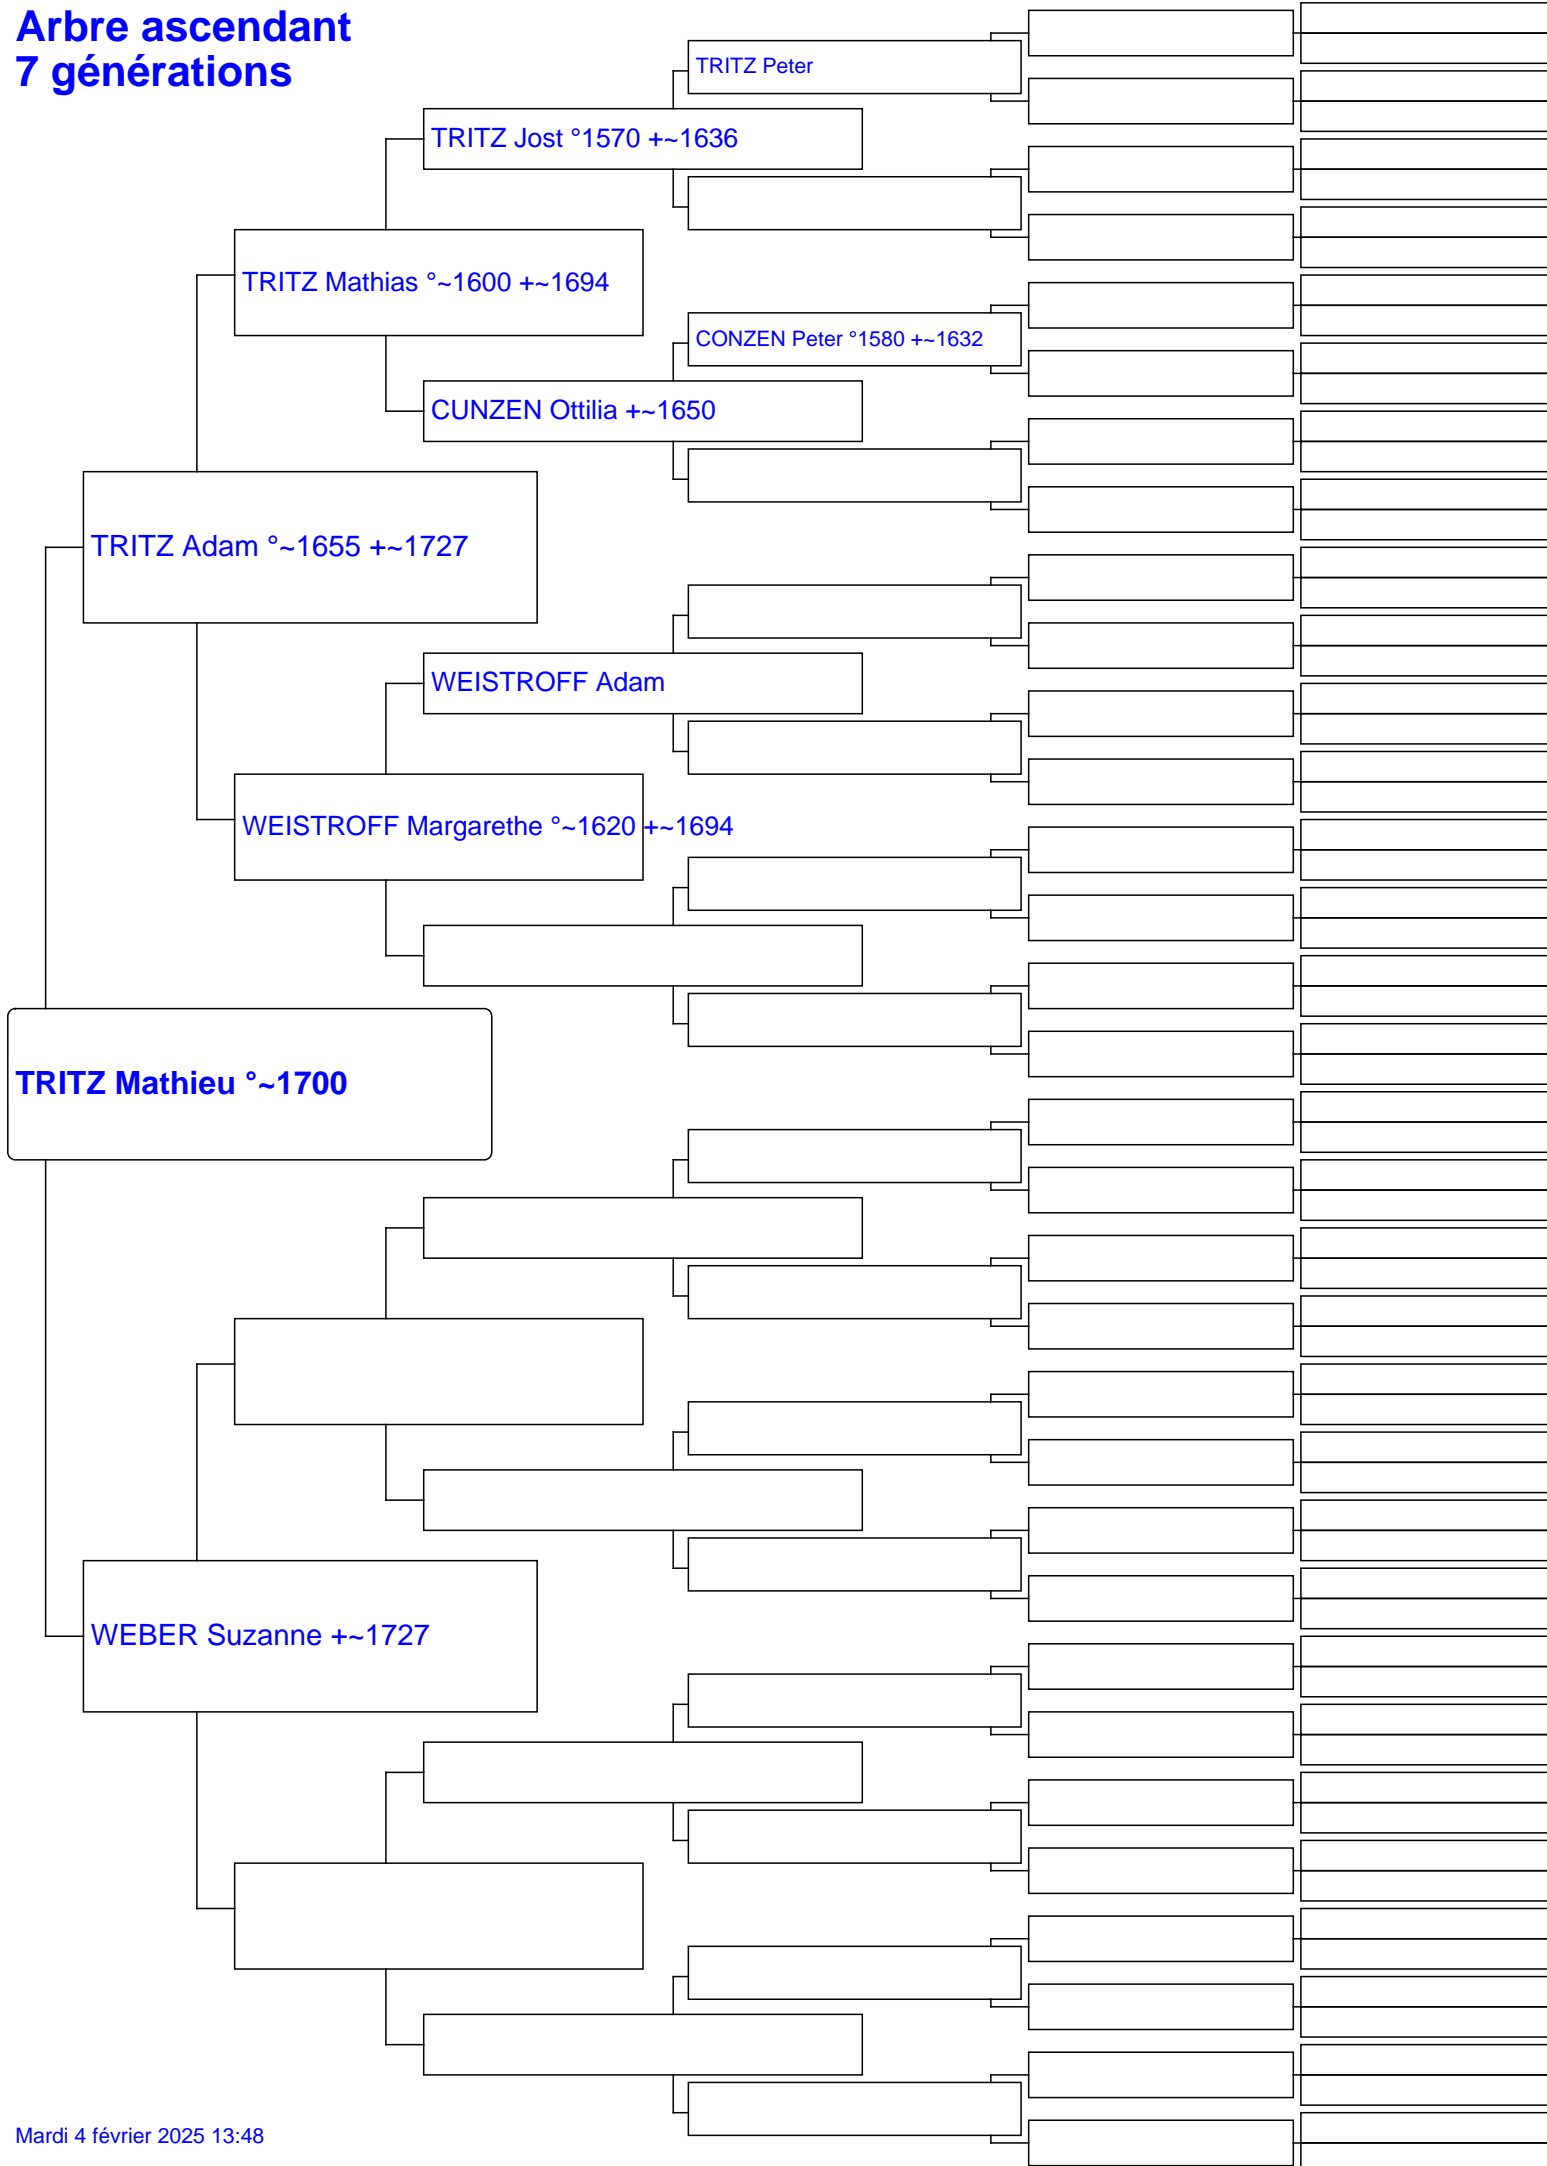 Arbre ascendant
7 générations
TRITZ Peter
TRITZ Jost °1570 +~1636
TRITZ Mathias °~1600 +~1694
CONZEN Peter °1580 +~1632
CUNZEN Ottilia +~1650
TRITZ Adam °~1655 +~1727
WEISTROFF Adam
WEISTROFF Margarethe °~1620 +~1694
TRITZ Mathieu °~1700
WEBER Suzanne +~1727
Mardi 4 février 2025 13:48